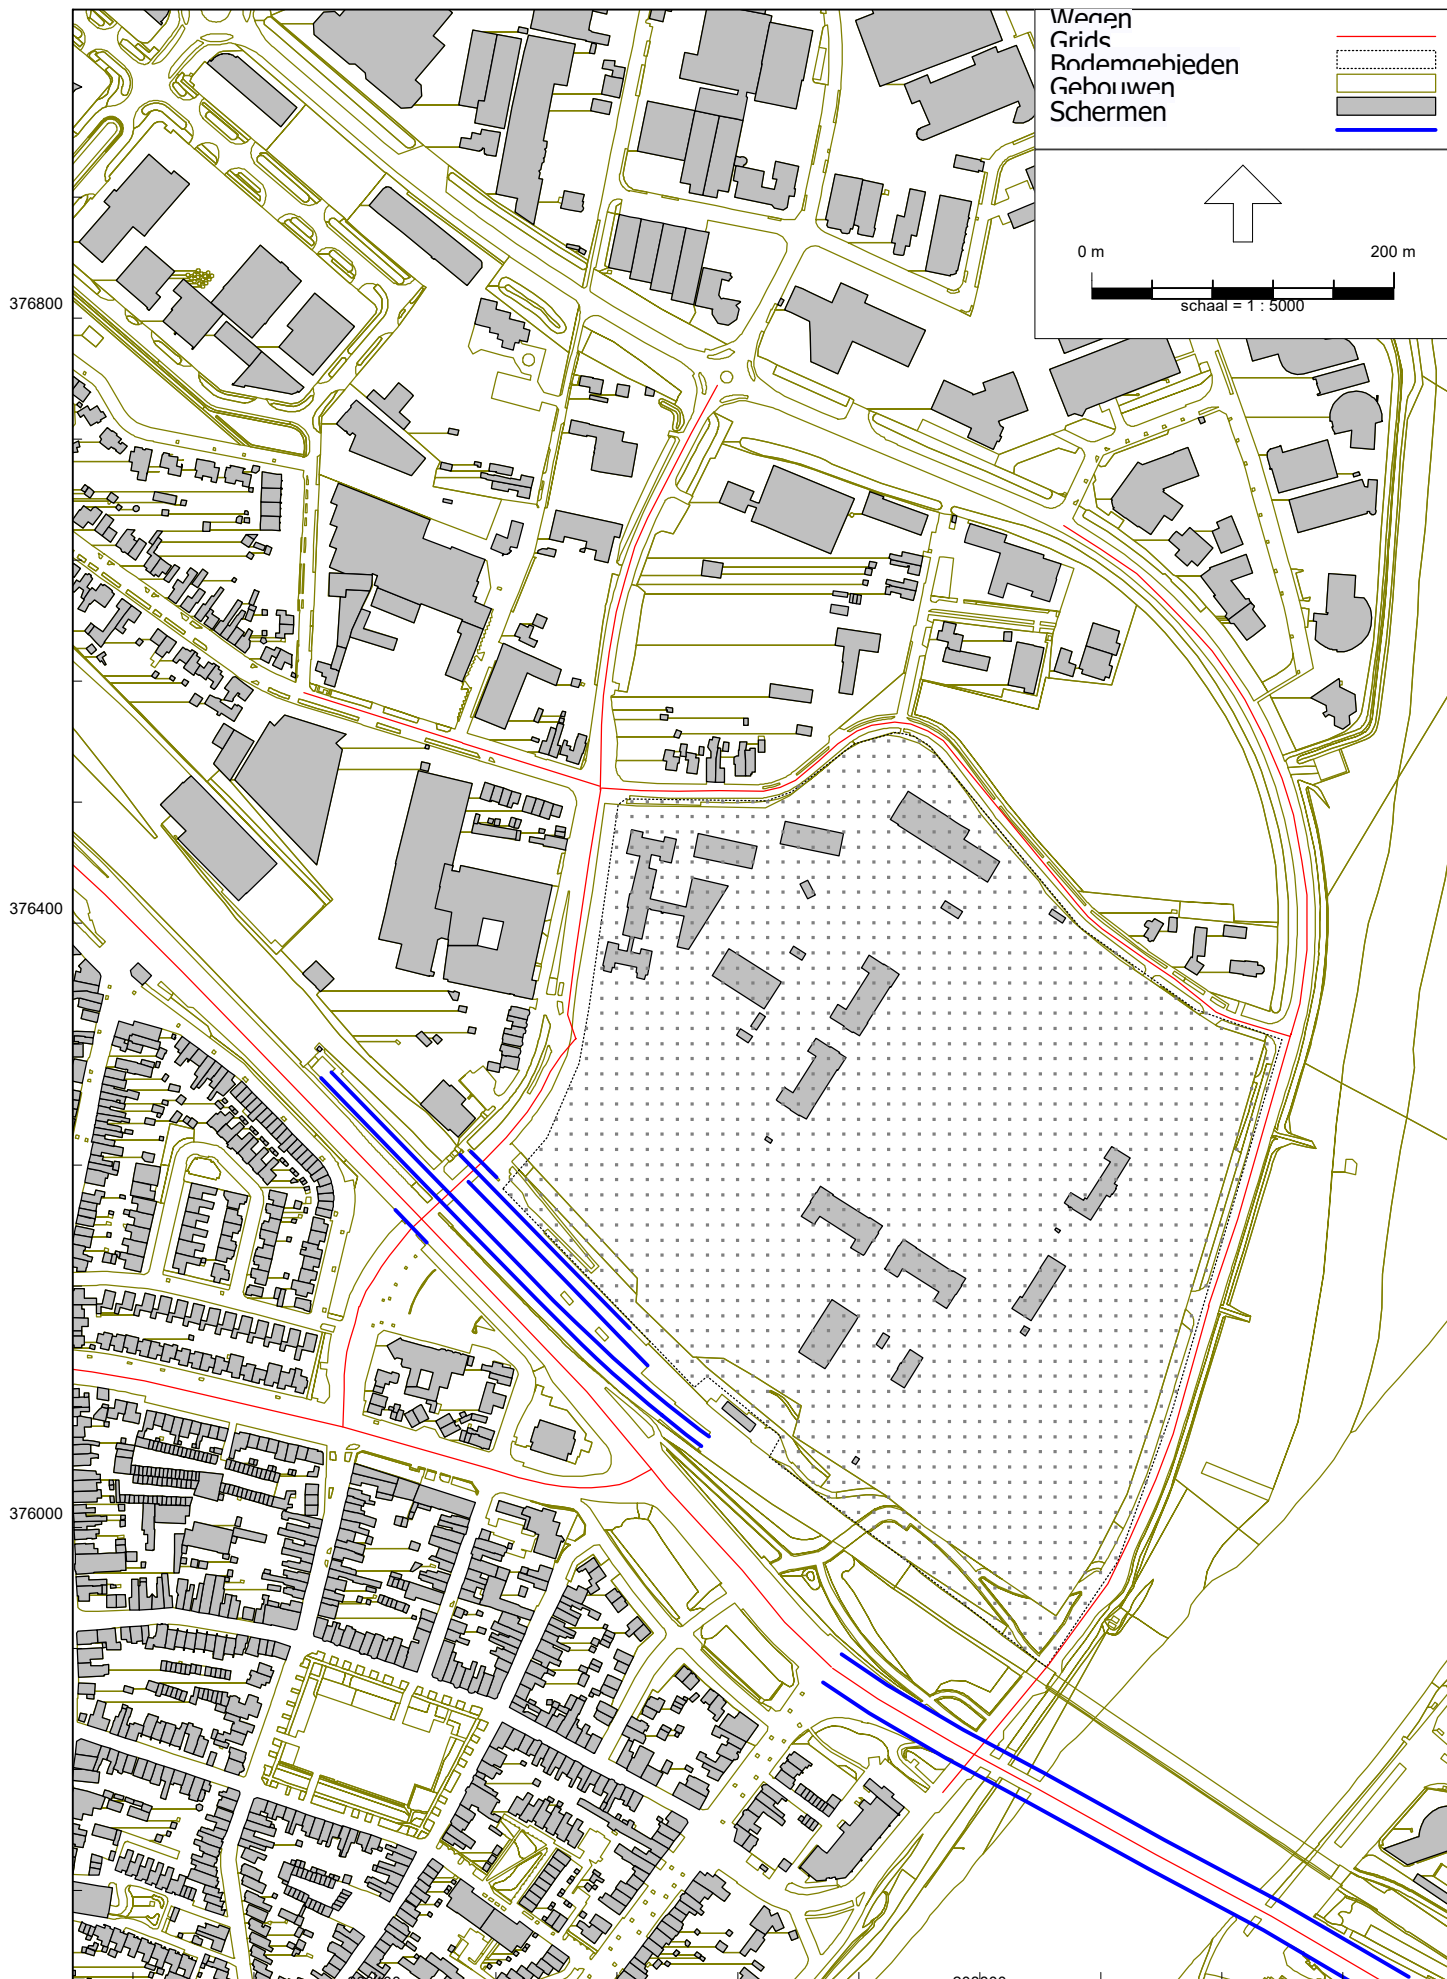 Wegen
Grids
Bodemgebieden
Gebouwen
Schermen
0 m 200 m
schaal = 1 : 5000
376800
376400
376000